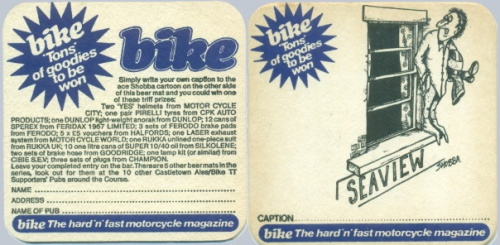 bike
'Tons'
of goodies
to be
won
bike
Simply write your own caption to the
ace Shobba cartoon on the other side
of this beer mat and you could win one
of these triff prizes:
Two 'YES' helmets from MOTOR CYCLE
CITY; one pair PIRELLI tyres from CPK AUTO
PRODUCTS; one DUNLOP light-weight anorak from DUNLOP, 12 cans of
SPEREX from FERIDAX 1957 LIMITED; 3 sets of FERODO brake pads
from FERODO; 5 x £5 vouchers from HALFORDS; one LASER exhaust
system from MOTORCYCLE WORLD; one RUKKA unlined one-piece suit
from RUKKA UK; 10 one litre cans of SUPER 10/40 oil from SILKOLENE;
two sets of brake hose from GOODRIDGE; one lamp kit (or similar) from
CIBIE S.E.V; three sets of plugs from CHAMPION.
Leave your completed entry on the bar. There are 5 other beer mats in the
series, look out for them at the 10 other Castletown Ales/Bike TT
Supporters' Pubs around the Course.
NAME
ADDRESS
NAME OF PUB
bike The hard 'n' fast motorcycle magazine
bike
'Tons'
of goodies
to be
won
SEAVIEW
SHOBBA
CAPTION
bike The hard 'n' fast motorcycle magazine